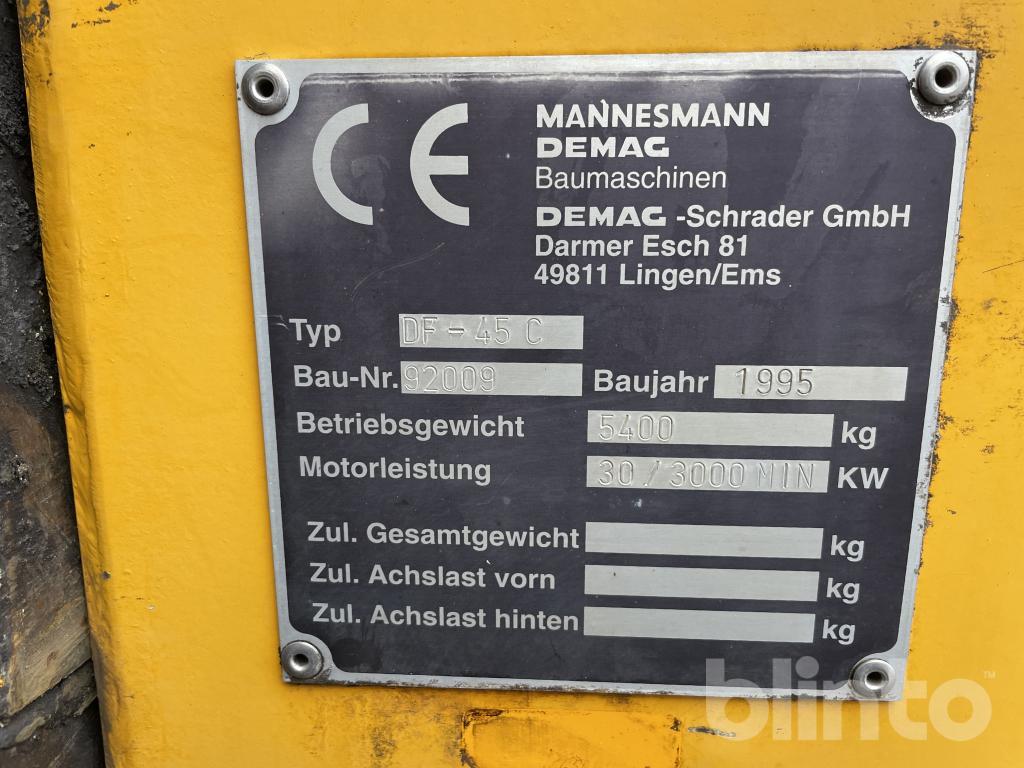 CE
MANNESMANN
DEMAG
Baumaschinen
DEMAG -Schrader GmbH
Darmer Esch 81
49811 Lingen/Ems
Typ DF-45 C
Bau-Nr. 92009 Baujahr 1995
Betriebsgewicht 5400 kg
Motorleistung 30/3000 MIN KW
Zul. Gesamtgewicht kg
Zul. Achslast vorn kg
Zul. Achslast hinten kg
blinto™